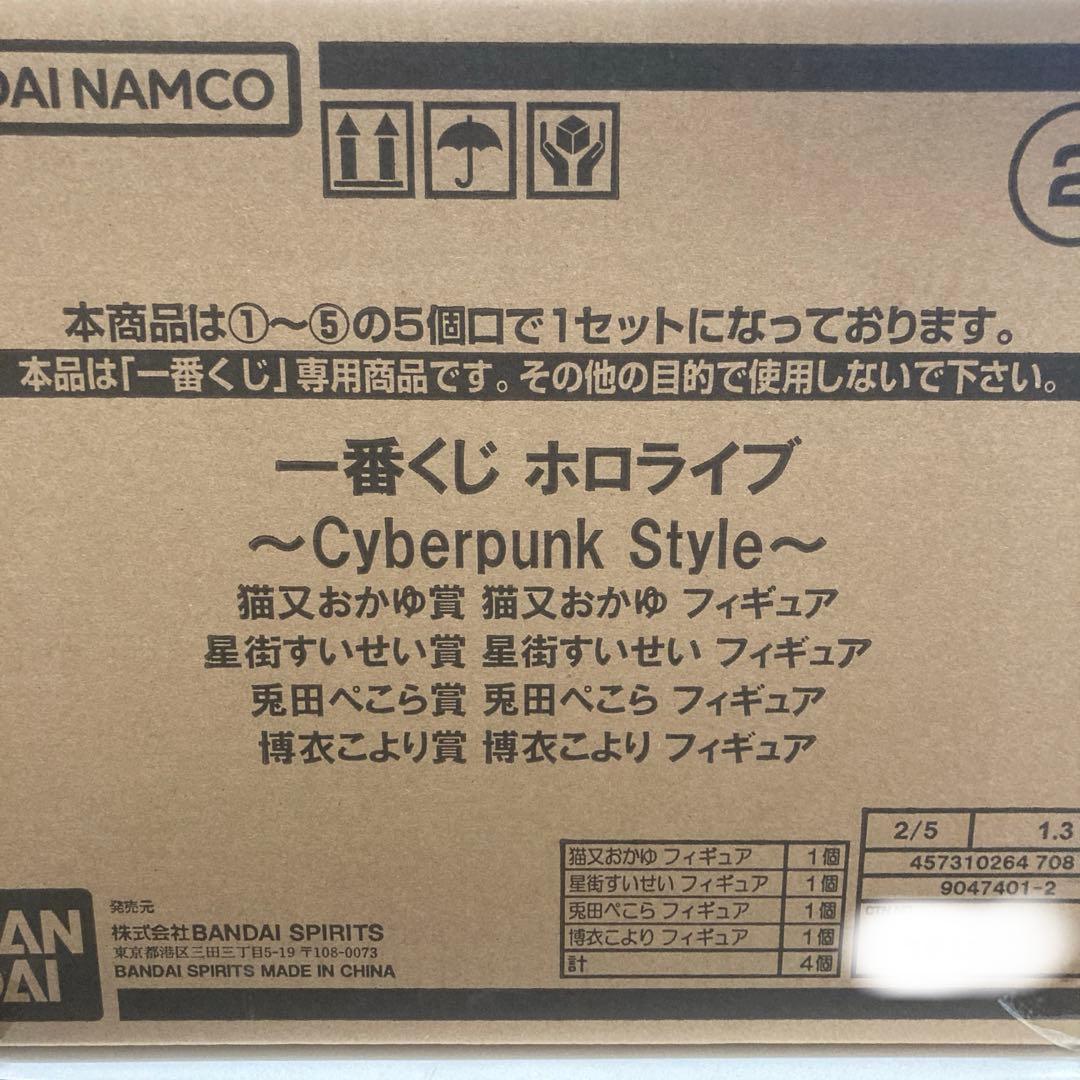 DAI NAMCO
2
本商品は①〜⑤の5個口で1セットになっております。
本品は「一番くじ」専用商品です。その他の目的で使用しないで下さい。
一番くじ ホロライブ
〜Cyberpunk Style〜
猫又おかゆ賞 猫又おかゆ フィギュア
星街すいせい賞 星街すいせい フィギュア
兎田ぺこら賞 兎田ぺこら フィギュア
博衣こより賞 博衣こより フィギュア
2/5 1.3
457310264 708
9047401-2
猫又おかゆ フィギュア 1個
星街すいせい フィギュア 1個
兎田ぺこら フィギュア 1個
博衣こより フィギュア 1個
計 4個
AN
DAI
発売元
株式会社BANDAI SPIRITS
東京都港区三田三丁目5-19 〒108-0073
BANDAI SPIRITS MADE IN CHINA